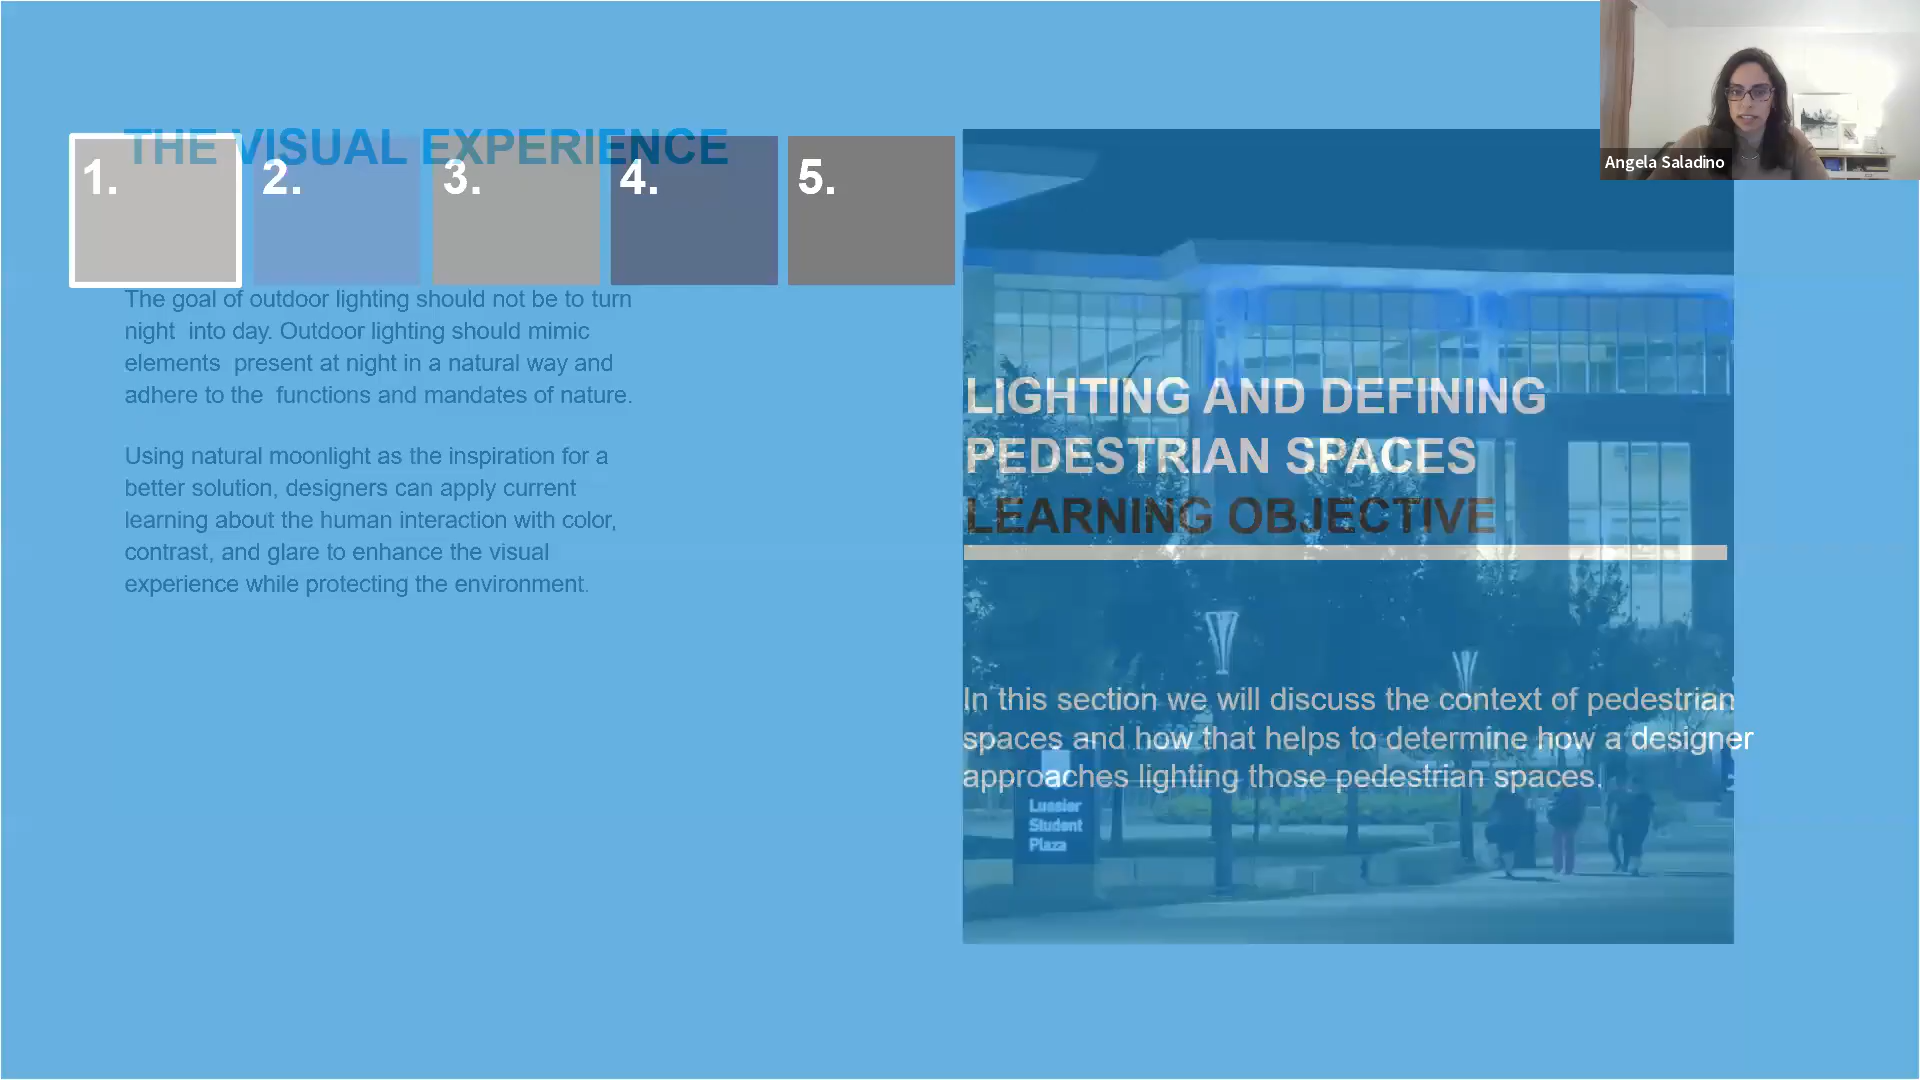 THE VISUAL EXPERIENCE
1.
2.
3.
4.
5.
The goal of outdoor lighting should not be to turn
night  into day. Outdoor lighting should mimic
elements  present at night in a natural way and
adhere to the  functions and mandates of nature.
Using natural moonlight as the inspiration for a
better solution, designers can apply current
learning about the human interaction with color,
contrast, and glare to enhance the visual
experience while protecting the environment.
LIGHTING AND DEFINING
PEDESTRIAN SPACES
LEARNING OBJECTIVE
In this section we will discuss the context of pedestrian
spaces and how that helps to determine how a designer
approaches lighting those pedestrian spaces.
Lussier
Student
Plaza
Angela Saladino